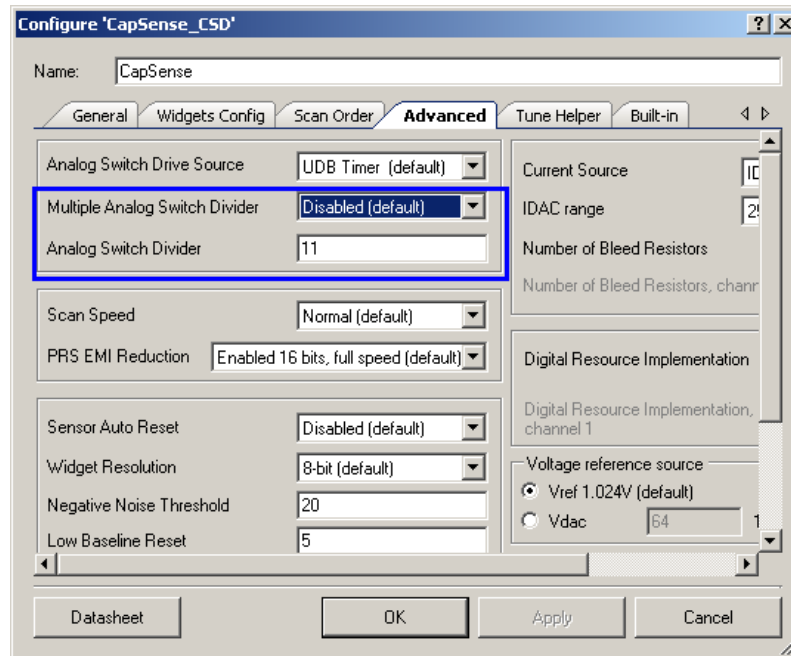 Configure 'CapSense_CSD'
Name: CapSense
General Widgets Config Scan Order Advanced Tune Helper Built-in
Analog Switch Drive Source UDB Timer (default)
Multiple Analog Switch Divider Disabled (default)
Analog Switch Divider 11
Scan Speed Normal (default)
PRS EMI Reduction Enabled 16 bits, full speed (default)
Sensor Auto Reset Disabled (default)
Widget Resolution 8-bit (default)
Negative Noise Threshold 20
Low Baseline Reset 5
Current Source
IDAC range
Number of Bleed Resistors
Number of Bleed Resistors,
Digital Resource Implementation
Digital Resource Implementation,
channel 1
Voltage reference source
Vref 1.024V (default)
Vdac 64
Datasheet OK Apply Cancel